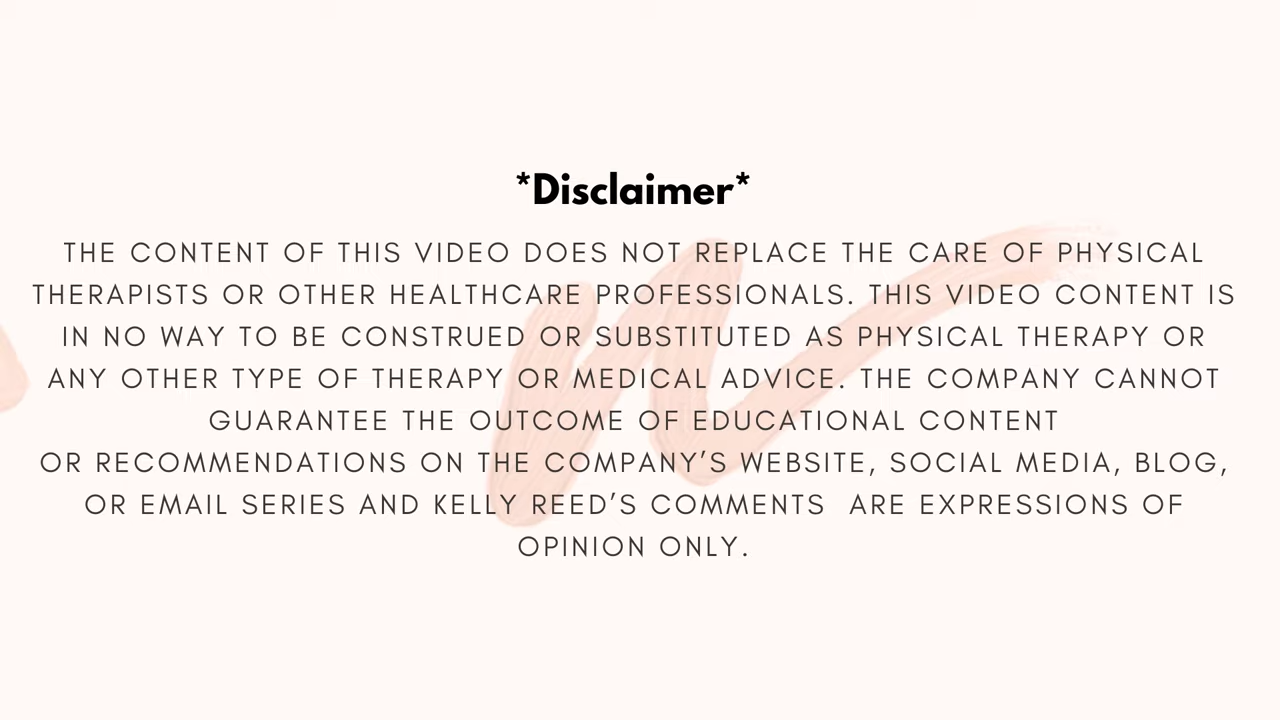 *Disclaimer*
THE CONTENT OF THIS VIDEO DOES NOT REPLACE THE CARE OF PHYSICAL
THERAPISTS OR OTHER HEALTHCARE PROFESSIONALS. THIS VIDEO CONTENT IS
IN NO WAY TO BE CONSTRUED OR SUBSTITUTED AS PHYSICAL THERAPY OR
ANY OTHER TYPE OF THERAPY OR MEDICAL ADVICE. THE COMPANY CANNOT
GUARANTEE THE OUTCOME OF EDUCATIONAL CONTENT
OR RECOMMENDATIONS ON THE COMPANY’S WEBSITE, SOCIAL MEDIA, BLOG,
OR EMAIL SERIES AND KELLY REED’S COMMENTS  ARE EXPRESSIONS OF
OPINION ONLY.